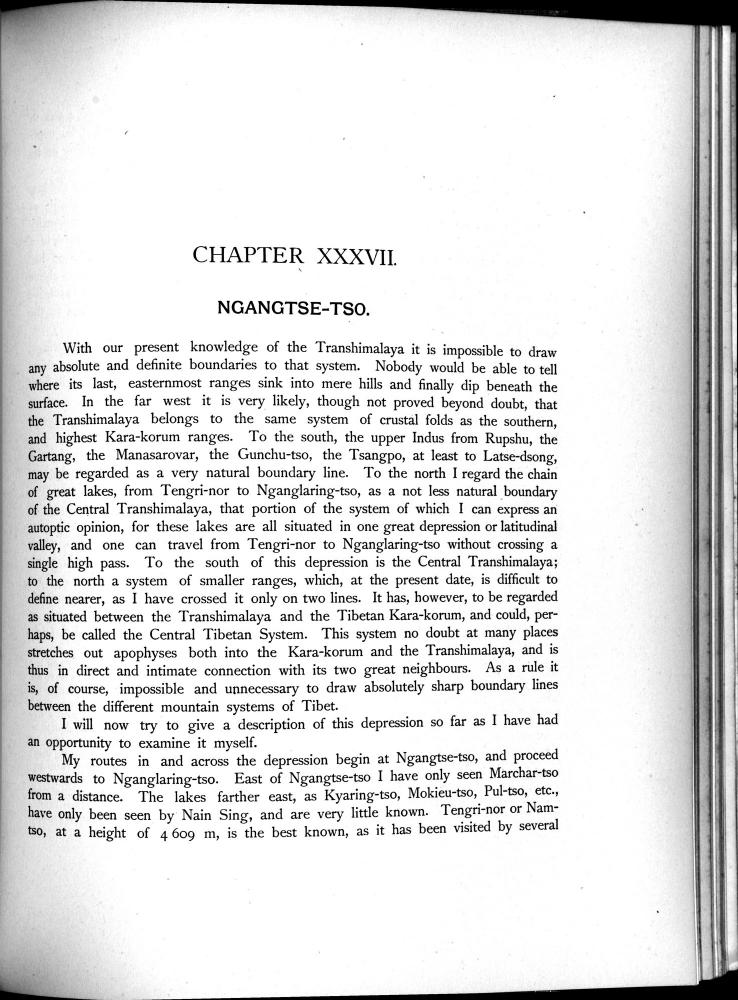 CHAPTER XXXVII.
NGANGTSE-TSO.
With our present knowledge of the Transhimalaya it is impossible to draw
any absolute and definite boundaries to that system. Nobody would be able to tell
where its last, easternmost ranges sink into mere hills and finally dip beneath the
surface. In the far west it is very likely, though not proved beyond doubt, that
the Transhimalaya belongs to the same system of crustal folds as the southern,
and highest Kara-korum ranges. To the south, the upper Indus from Rupshu, the
Gartang, the Manasarovar, the Gunchu-tso, the Tsangpo, at least to Latse-dsong,
may be regarded as a very natural boundary line. To the north I regard the chain
of great lakes, from Tengri-nor to Nganglaring-tso, as a not less natural boundary
of the Central Transhimalaya, that portion of the system of which I can express an
autoptic opinion, for these lakes are all situated in one great depression or latitudinal
valley, and one can travel from Tengri-nor to Nganglaring-tso without crossing a
single high pass. To the south of this depression is the Central Transhimalaya;
to the north a system of smaller ranges, which, at the present date, is difficult to
define nearer, as I have crossed it only on two lines. It has, however, to be regarded
as situated between the Transhimalaya and the Tibetan Kara-korum, and could, per-
haps, be called the Central Tibetan System. This system no doubt at many places
stretches out apophyses both into the Kara-korum and the Transhimalaya, and is
thus in direct and intimate connection with its two great neighbours. As a rule it
is, of course, impossible and unnecessary to draw absolutely sharp boundary lines
between the different mountain systems of Tibet.
I will now try to give a description of this depression so far as I have had
an opportunity to examine it myself.
My routes in and across the depression begin at Ngangtse-tso, and proceed
westwards to Nganglaring-tso. East of Ngangtse-tso I have only seen Marchar-tso
from a distance. The lakes farther east, as Kyaring-tso, Mokieu-tso, Pul-tso, etc.,
have only been seen by Nain Sing, and are very little known. Tengri-nor or Nam-
tso, at a height of 4 609 m, is the best known, as it has been visited by several